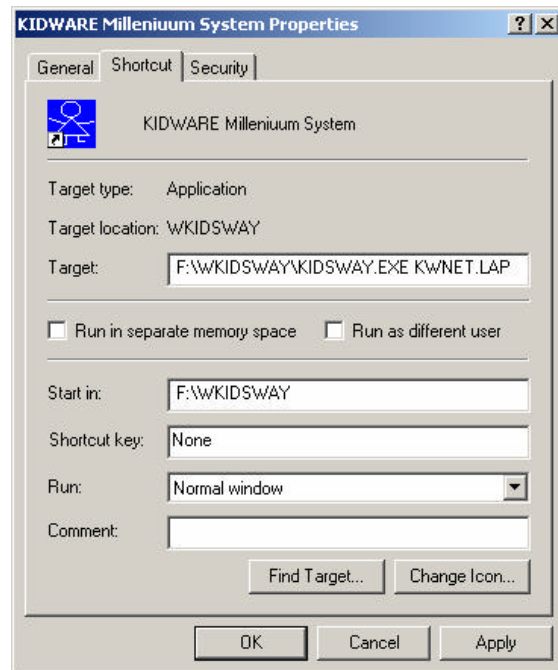 KIDWARE Milleniuum System Properties
General Shortcut Security
KIDWARE Milleniuum System
Target type: Application
Target location: WKIDSWAY
Target: F:\WKIDSWAY\KIDSWAY.EXE KWNET.LAP
Run in separate memory space Run as different user
Start in: F:\WKIDSWAY
Shortcut key: None
Run: Normal window
Comment:
Find Target... Change Icon...
OK Cancel Apply